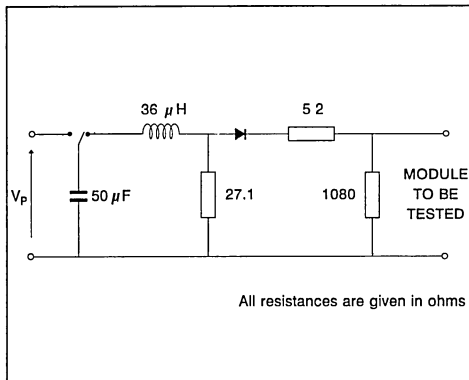 36 µH
5 2
V_P
50 µF
27.1
1080
MODULE
TO BE
TESTED
All resistances are given in ohms